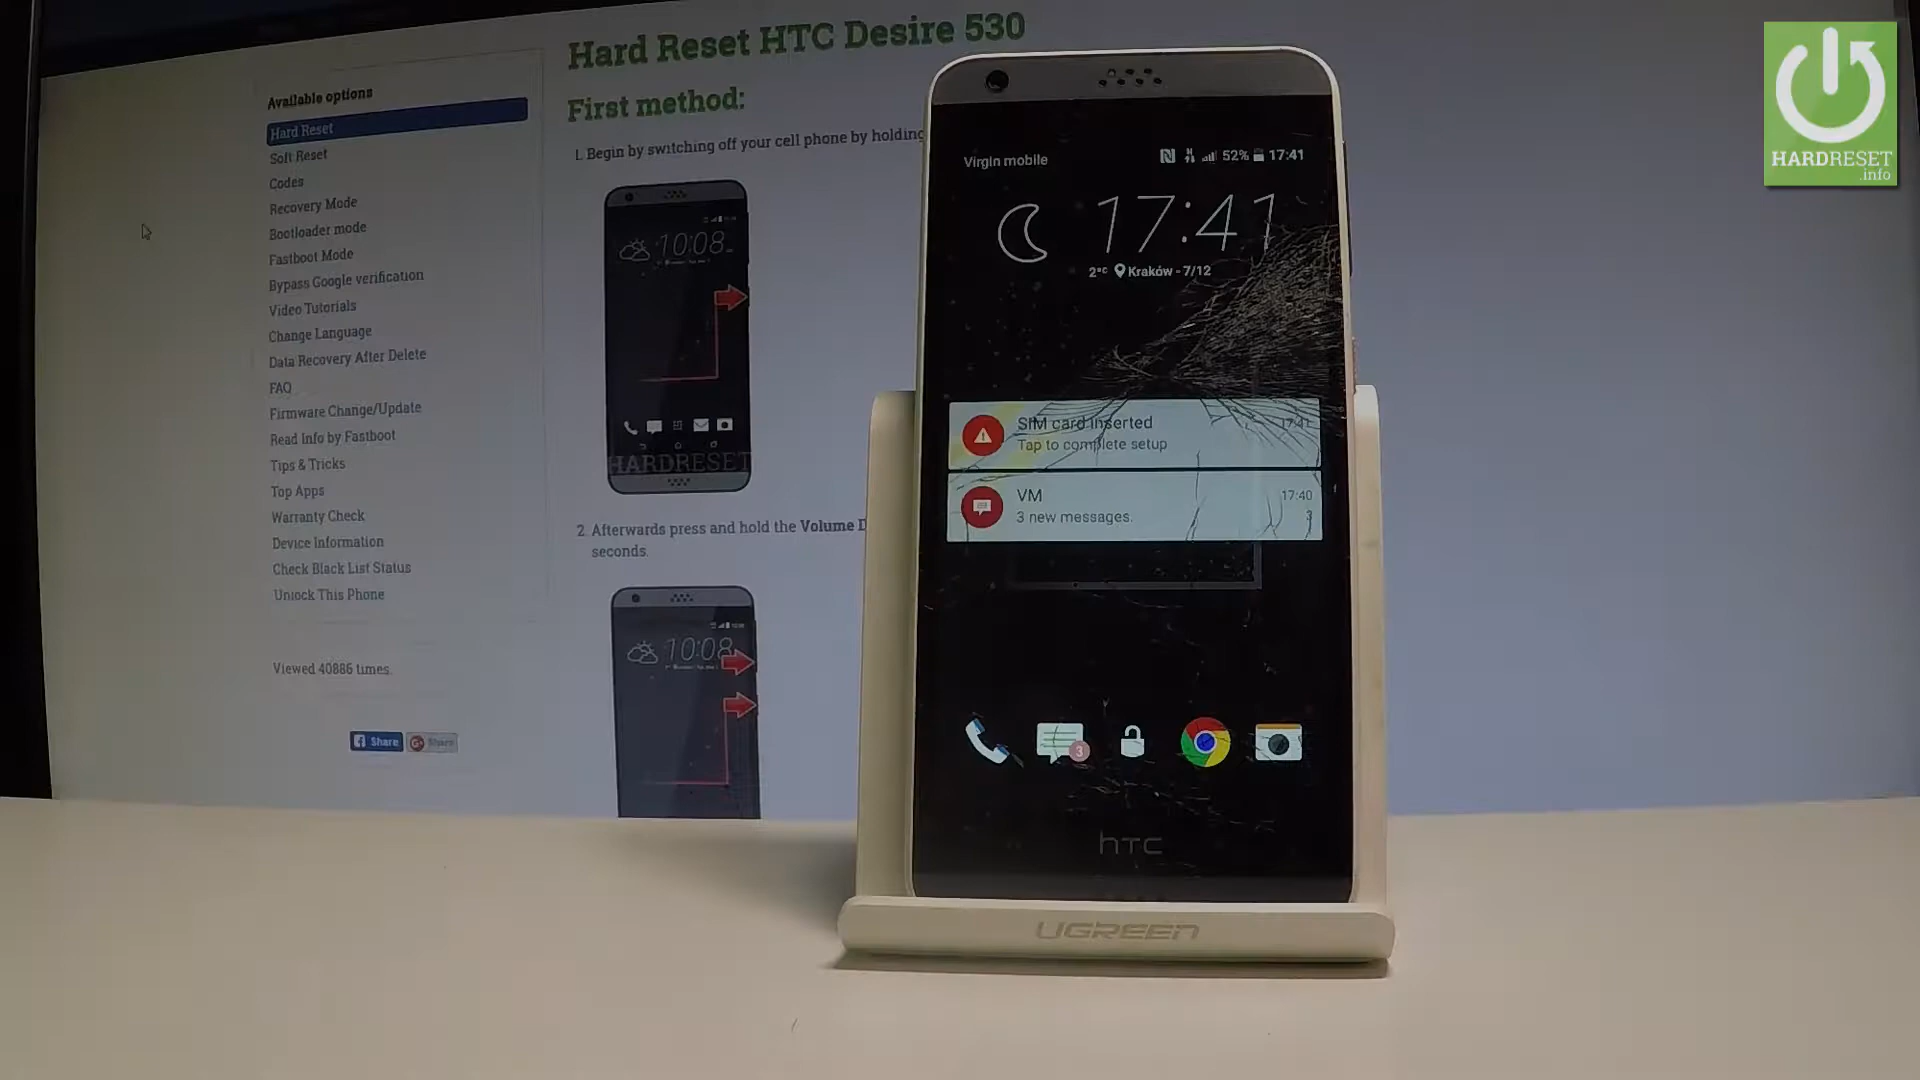 Hard Reset HTC Desire 530
First method:
1. Begin by switching off your cell phone by holding
10:08
HARDRESET
2. Afterwards press and hold the Volume D
seconds.
10:08
Available options
Hard Reset
Soft Reset
Codes
Recovery Mode
Bootloader mode
Fastboot Mode
Bypass Google verification
Video Tutorials
Change Language
Data Recovery After Delete
FAQ
Firmware Change/Update
Read Info by Fastboot
Tips & Tricks
Top Apps
Warranty Check
Device Information
Check Black List Status
Unlock This Phone
Viewed 40886 times.
Share
Share
Virgin mobile
52% 17:41
17:41
2°C Kraków - 7/12
SIM card inserted 17:41
Tap to complete setup
VM 17:40
3 new messages. 3
3
hTC
UGREEN
HARDRESET
.info